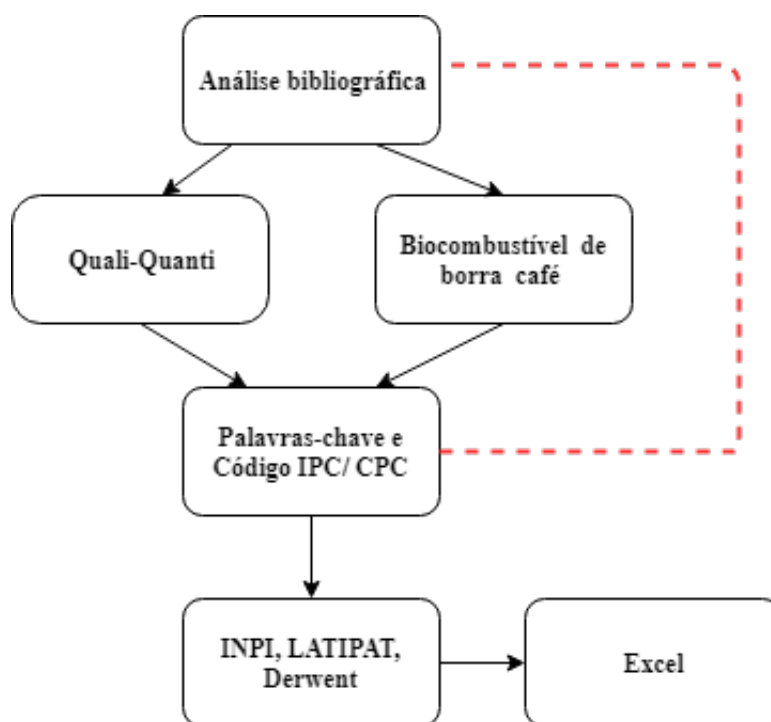 Análise bibliográfica
Quali-Quanti
Biocombustível de
borra café
Palavras-chave e
Código IPC/ CPC
INPI, LATIPAT,
Derwent
Excel